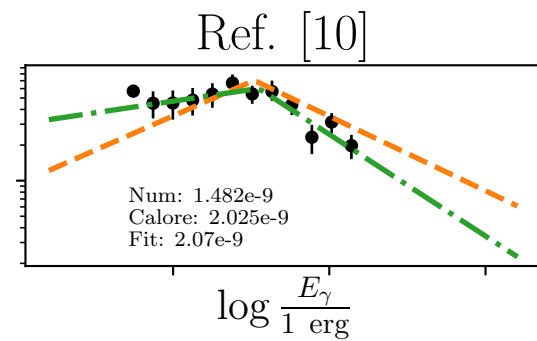 Ref. [10]
Num: 1.482e-9
Calore: 2.025e-9
Fit: 2.07e-9
log E_γ / 1 erg